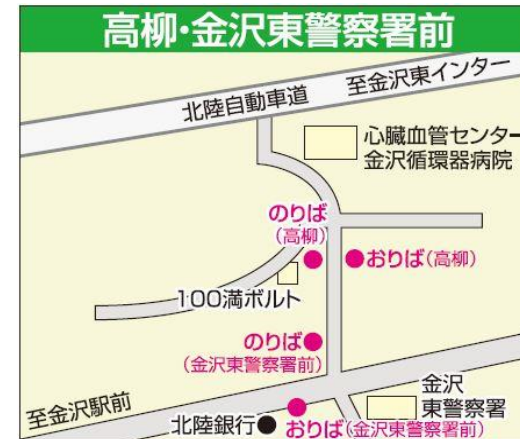 高柳・金沢東警察署前
至金沢東インター
北陸自動車道
心臓血管センター
金沢循環器病院
のりば
(高柳)
おりば(高柳)
100満ボルト
のりば
(金沢東警察署前)
金沢
東警察署
至金沢駅前
北陸銀行
おりば(金沢東警察署前)